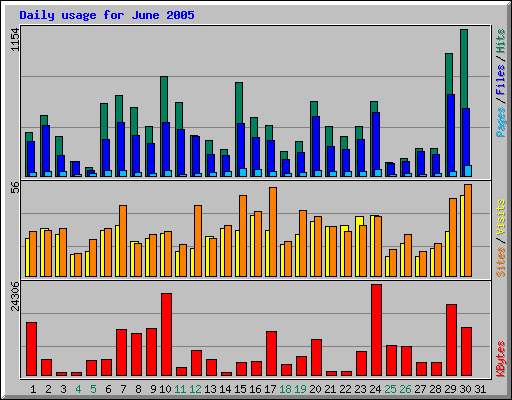 Daily usage for June 2005
1154
Pages / Files / Hits
56
Sites / Visits
24306
KBytes
1 2 3 4 5 6 7 8 9 10 11 12 13 14 15 16 17 18 19 20 21 22 23 24 25 26 27 28 29 30 31